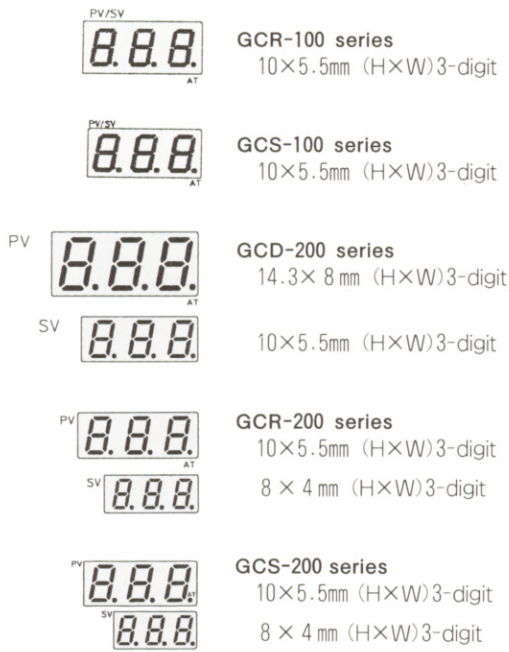 PV/SV
8.8.8.
AT
GCR-100 series
10×5.5mm (H×W)3-digit
PV/SV
8.8.8.
AT
GCS-100 series
10×5.5mm (H×W)3-digit
PV
8.8.8.
AT
GCD-200 series
14.3×8mm (H×W)3-digit
SV
8.8.8.
10×5.5mm (H×W)3-digit
PV
8.8.8.
AT
GCR-200 series
10×5.5mm (H×W)3-digit
SV
8.8.8.
8×4mm (H×W)3-digit
PV
8.8.8.
AT
GCS-200 series
10×5.5mm (H×W)3-digit
SV
8.8.8.
8×4mm (H×W)3-digit